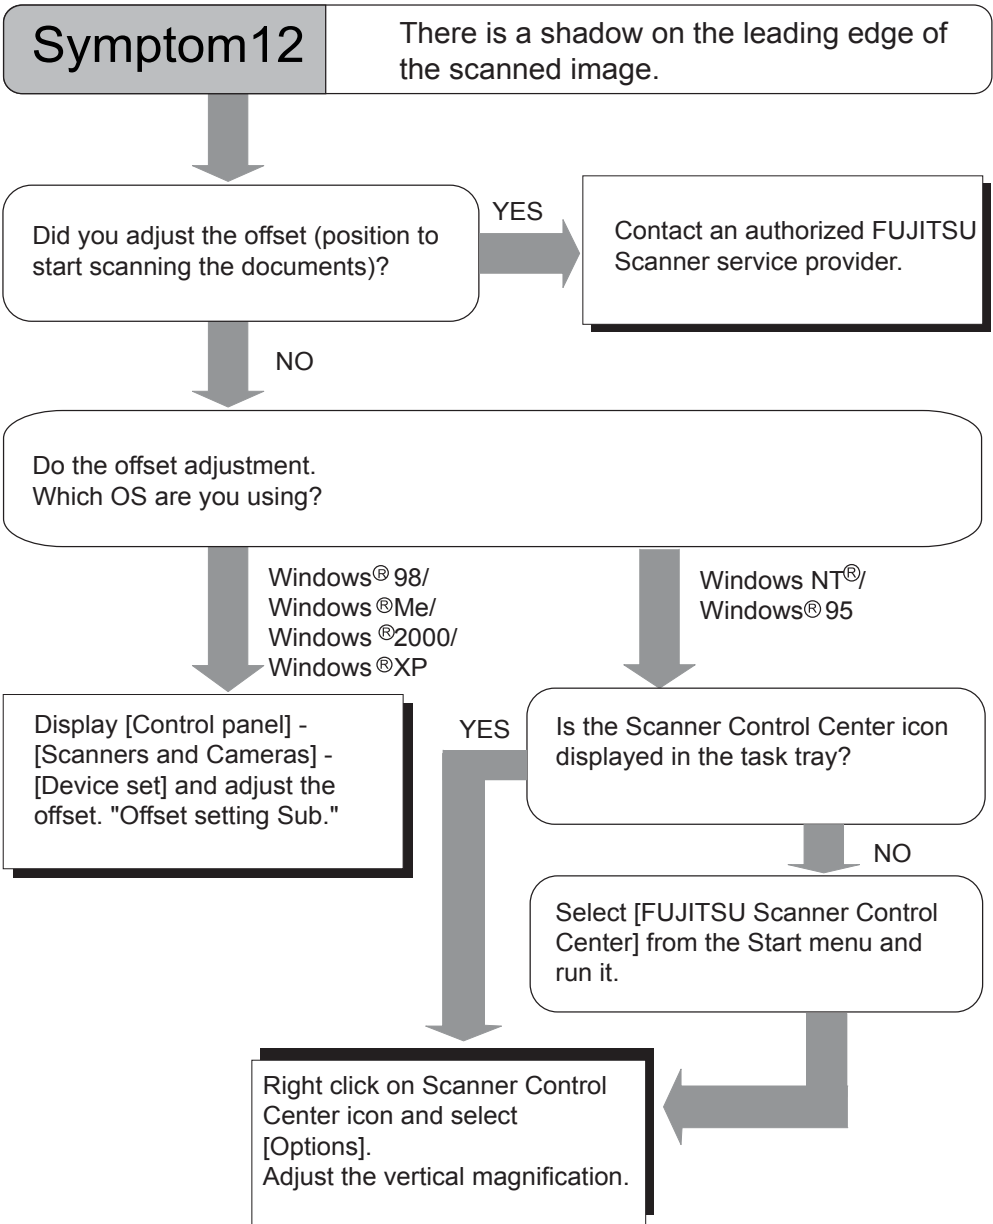 Symptom12
There is a shadow on the leading edge of
the scanned image.
Did you adjust the offset (position to
start scanning the documents)?
YES
Contact an authorized FUJITSU
Scanner service provider.
NO
Do the offset adjustment.
Which OS are you using?
Windows® 98/
Windows ®Me/
Windows ®2000/
Windows ®XP
Windows NT®/
Windows® 95
Display [Control panel] -
[Scanners and Cameras] -
[Device set] and adjust the
offset. "Offset setting Sub."
YES
Is the Scanner Control Center icon
displayed in the task tray?
NO
Select [FUJITSU Scanner Control
Center] from the Start menu and
run it.
Right click on Scanner Control
Center icon and select
[Options].
Adjust the vertical magnification.